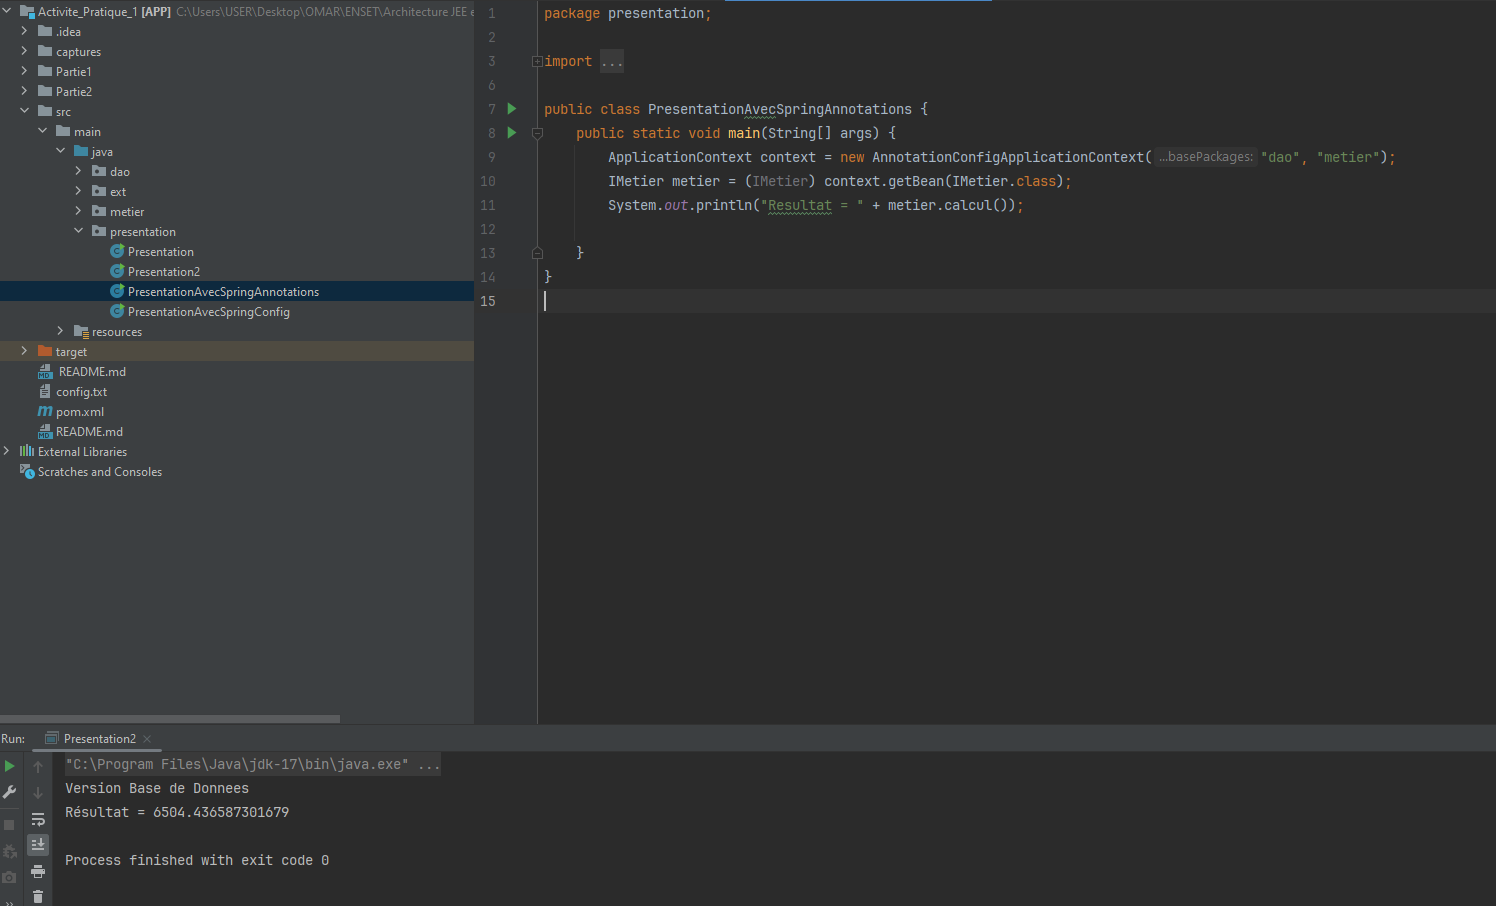 Activite_Pratique_1 [APP] C:\Users\USER\Desktop\OMAR\ENSET\Architecture JEE e
.idea
captures
Partie1
Partie2
src
main
java
dao
ext
metier
presentation
Presentation
Presentation2
PresentationAvecSpringAnnotations
PresentationAvecSpringConfig
resources
target
README.md
config.txt
pom.xml
README.md
External Libraries
Scratches and Consoles
1 package presentation;
2
3 import ...
6
7 public class PresentationAvecSpringAnnotations {
8 public static void main(String[] args) {
9 ApplicationContext context = new AnnotationConfigApplicationContext( ...basePackages: "dao", "metier");
10 IMetier metier = (IMetier) context.getBean(IMetier.class);
11 System.out.println("Resultat = " + metier.calcul());
12
13 }
14 }
15
Run: Presentation2
"C:\Program Files\Java\jdk-17\bin\java.exe" ...
Version Base de Donnees
Résultat = 6504.436587301679
Process finished with exit code 0